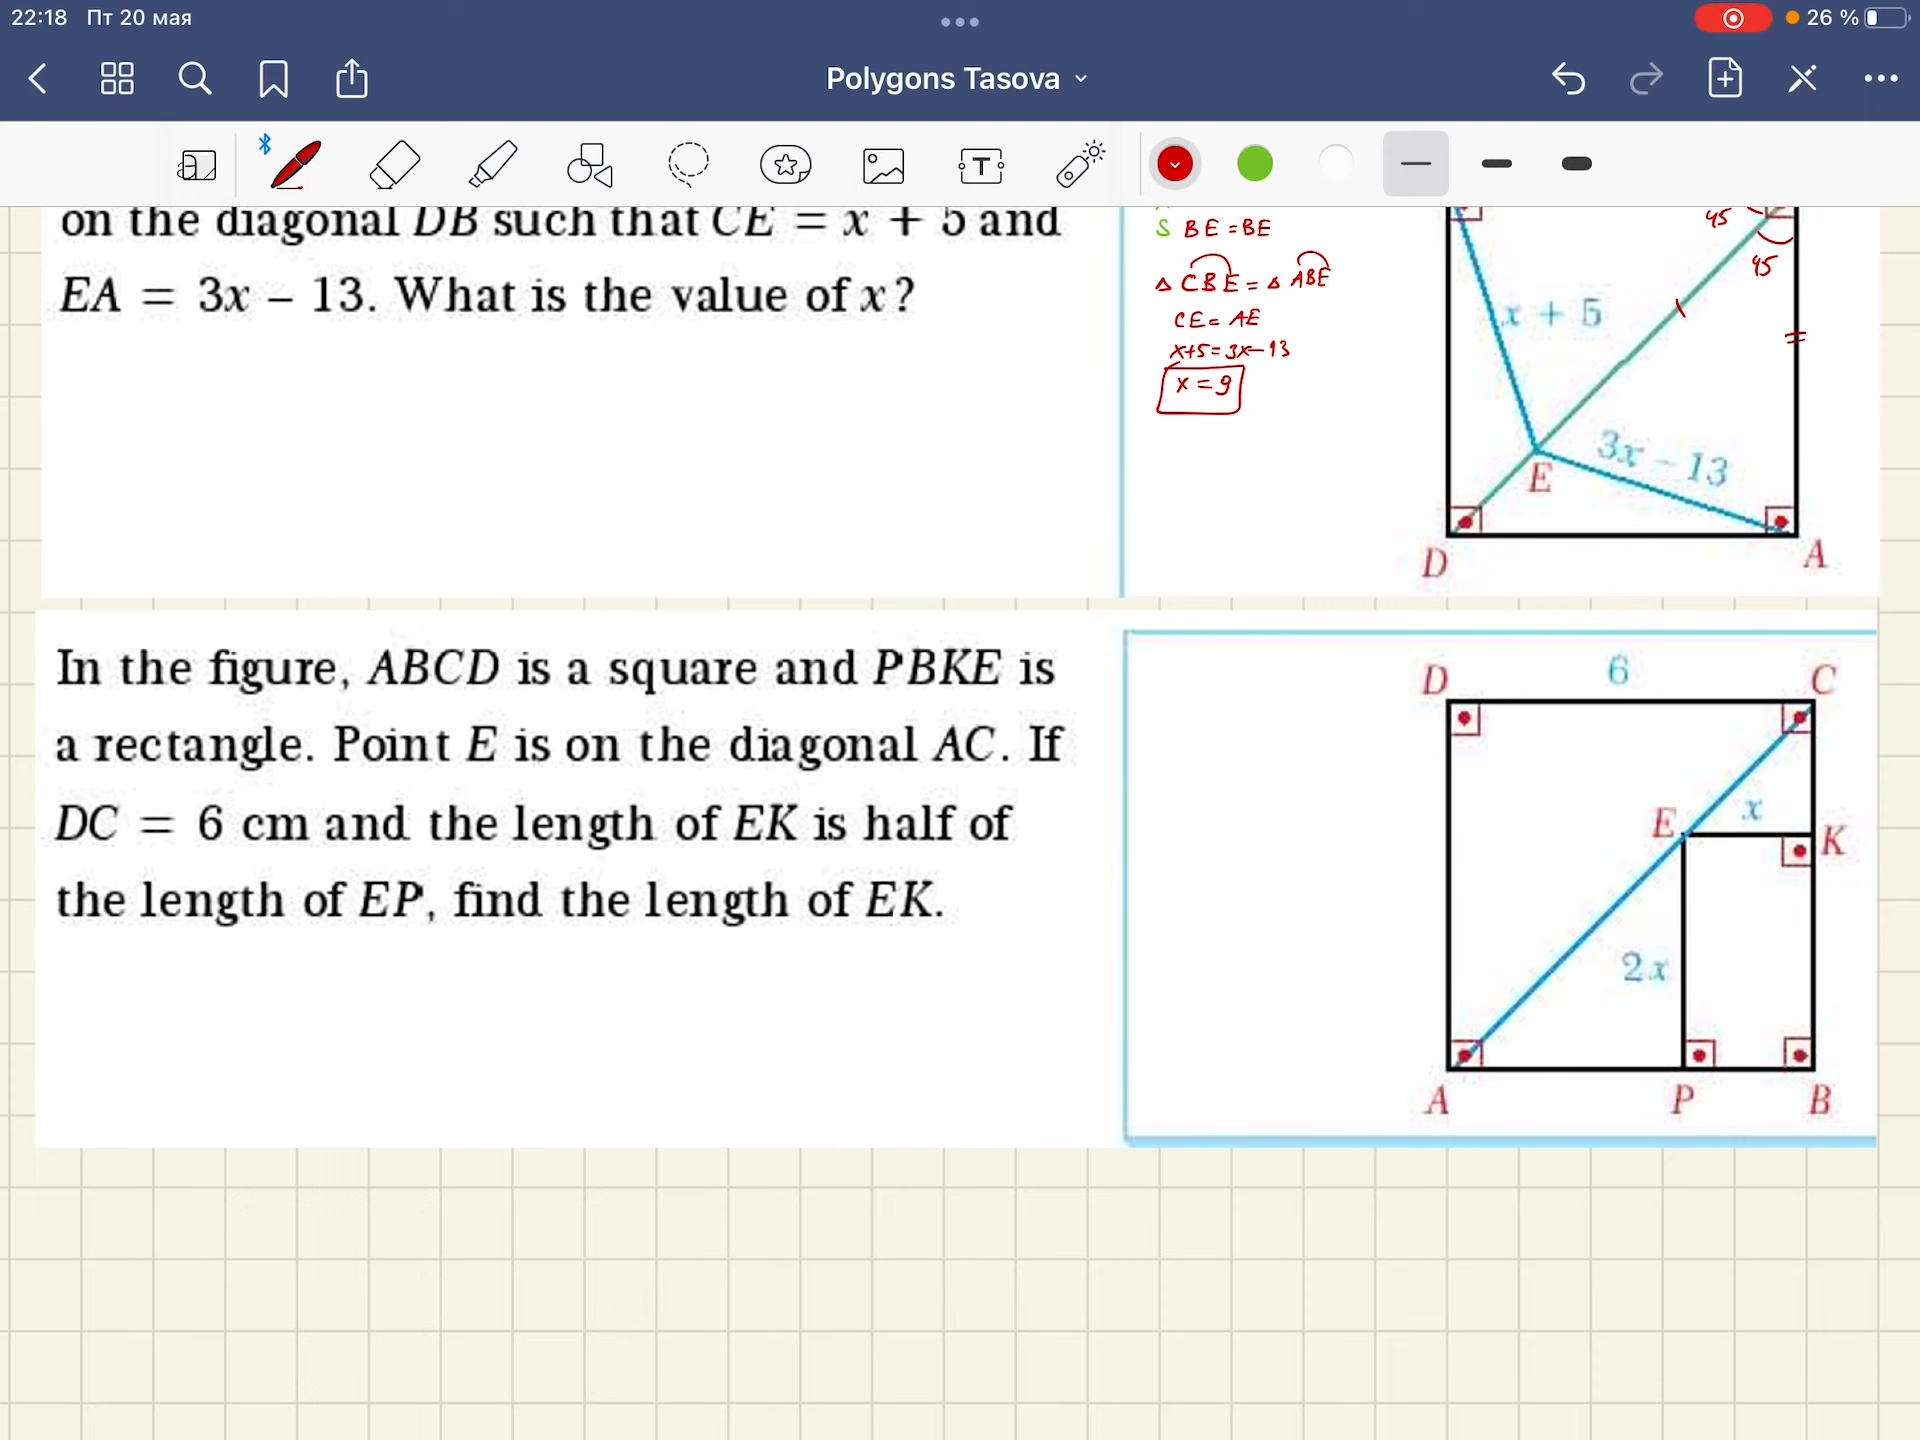 22:18 Пт 20 мая
26 %
Polygons Tasova
T
on the diagonal DB such that CE = x + 5 and
EA = 3x – 13. What is the value of x?
S BE = BE
△ CBE = △ ABE
CE = AE
x+5 = 3x–13
x = 9
45
45
x + 5
3x – 13
E
D
A
In the figure, ABCD is a square and PBKE is
a rectangle. Point E is on the diagonal AC. If
DC = 6 cm and the length of EK is half of
the length of EP, find the length of EK.
D
6
C
E
x
K
2x
A
P
B